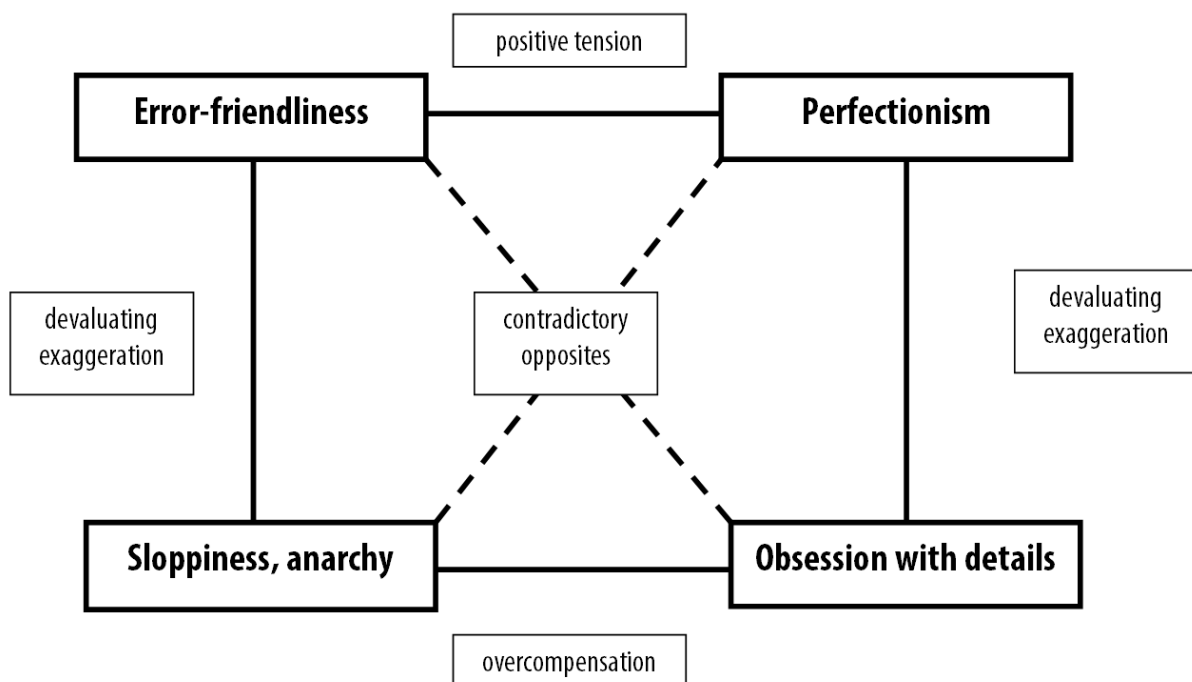 positive tension
Error-friendliness
Perfectionism
devaluating
exaggeration
contradictory
opposites
devaluating
exaggeration
Sloppiness, anarchy
Obsession with details
overcompensation